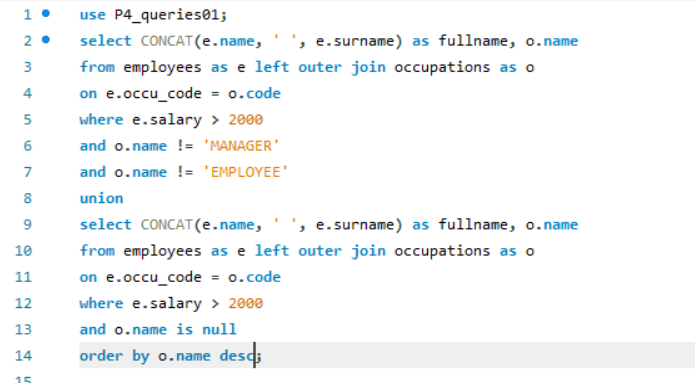 1 use P4_queries01;
2 select CONCAT(e.name, ' ', e.surname) as fullname, o.name
3 from employees as e left outer join occupations as o
4 on e.occu_code = o.code
5 where e.salary > 2000
6 and o.name != 'MANAGER'
7 and o.name != 'EMPLOYEE'
8 union
9 select CONCAT(e.name, ' ', e.surname) as fullname, o.name
10 from employees as e left outer join occupations as o
11 on e.occu_code = o.code
12 where e.salary > 2000
13 and o.name is null
14 order by o.name desc;
15